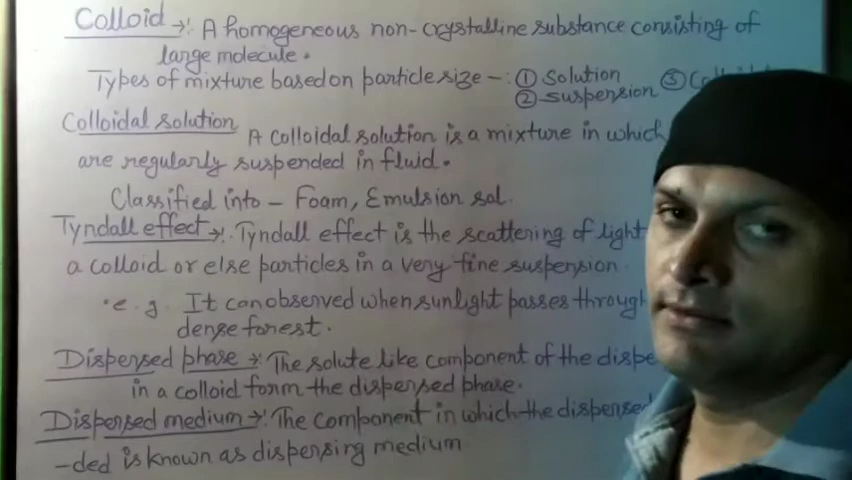 Colloid →: A homogeneous non-crystalline substance consisting of
large molecule.
Types of mixture based on particle size -: ① Solution ③
② suspension
Colloidal solution A colloidal solution is a mixture in which
are regularly suspended in fluid.
Classified into - Foam, Emulsion sol.
Tyndall effect →: Tyndall effect is the scattering of light
a colloid or else particles in a very fine suspension.
• e.g. It can observed when sunlight passes through
dense forest.
Dispersed phase →: The solute like component of the dispe
in a colloid form the dispersed phase.
Dispersed medium →: The component in which the dispersed
-ded is known as dispersing medium